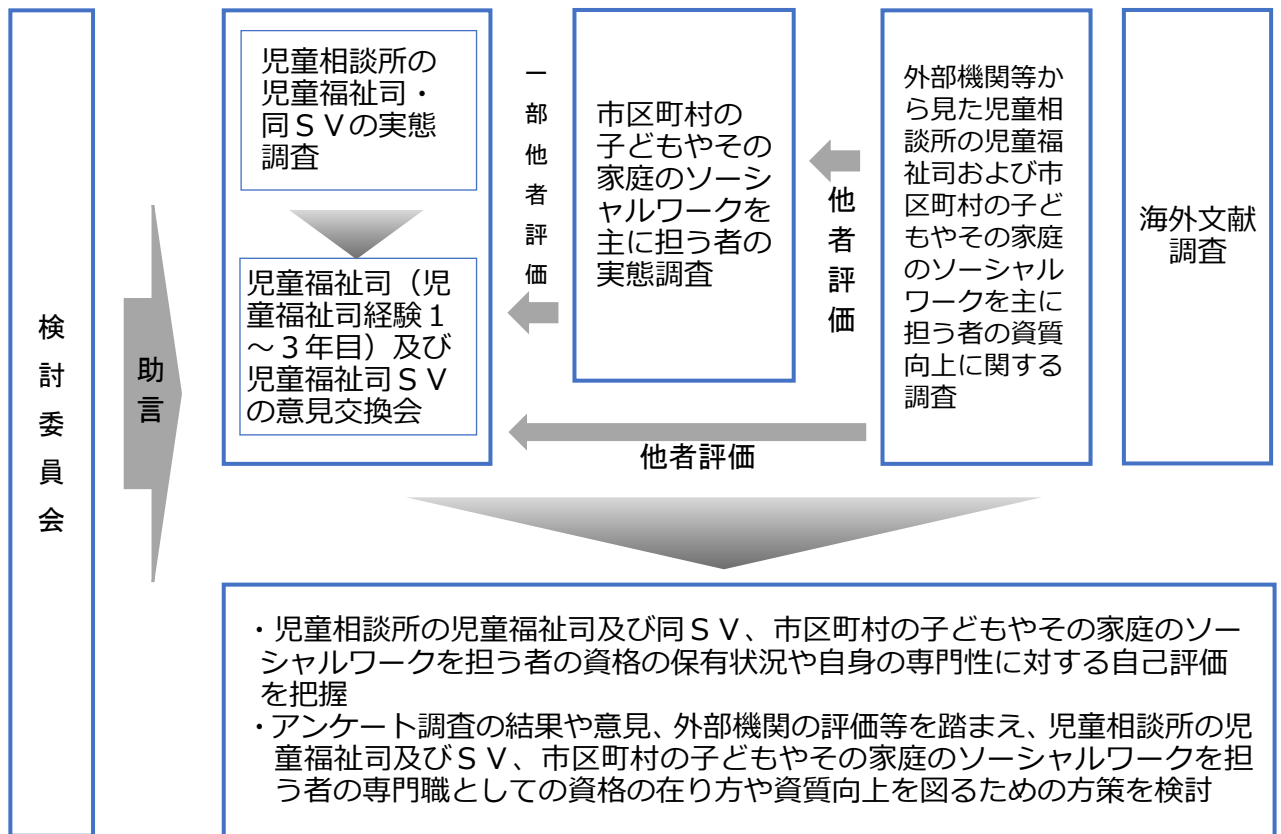 検討委員会
助言
児童相談所の
児童福祉司・
同ＳＶの実態
調査
児童福祉司（児
童福祉司経験１
～３年目）及び
児童福祉司ＳＶ
の意見交換会
一部他者評価
市区町村の
子どもやその
家庭のソーシ
ャルワークを
主に担う者の
実態調査
他者評価
外部機関等か
ら見た児童相
談所の児童福
祉司および市
区町村の子ど
もやその家庭
のソーシャル
ワークを主に
担う者の資質
向上に関する
調査
他者評価
海外文献
調査
・児童相談所の児童福祉司及び同ＳＶ、市区町村の子どもやその家庭のソー
シャルワークを担う者の資格の保有状況や自身の専門性に対する自己評価
を把握
・アンケート調査の結果や意見、外部機関の評価等を踏まえ、児童相談所の児
童福祉司及びＳＶ、市区町村の子どもやその家庭のソーシャルワークを担
う者の専門職としての資格の在り方や資質向上を図るための方策を検討